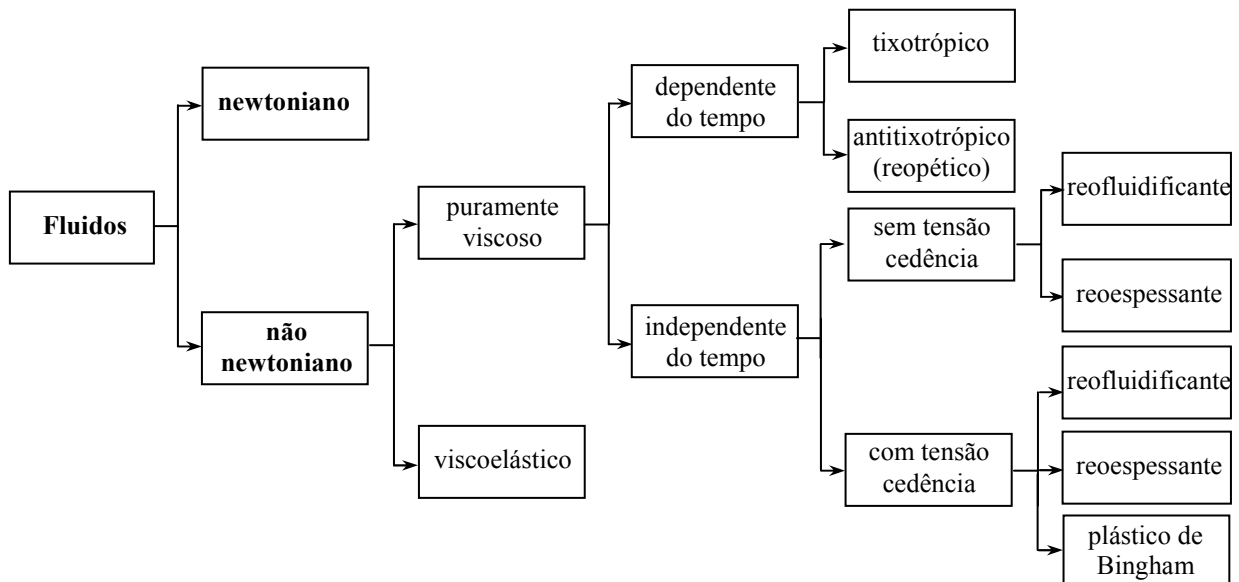 Fluidos
newtoniano
não
newtoniano
puramente
viscoso
viscoelástico
dependente
do tempo
independente
do tempo
tixotrópico
antitixotrópico
(reopético)
sem tensão
cedência
com tensão
cedência
reofluidificante
reoespessante
reofluidificante
reoespessante
plástico de
Bingham